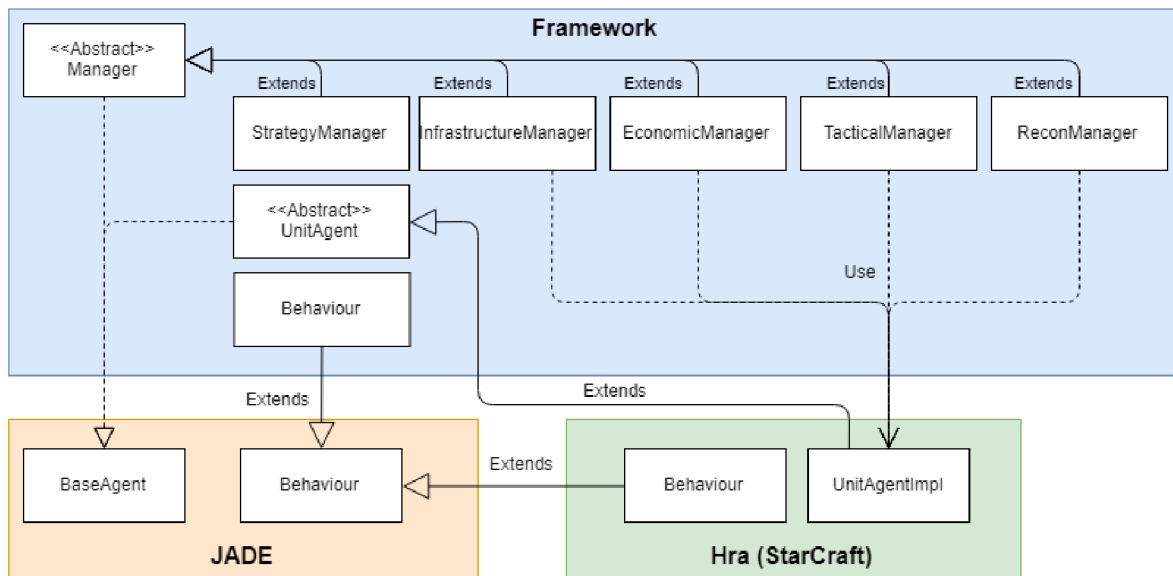 Framework
<<Abstract>>
Manager
Extends
Extends
Extends
Extends
Extends
StrategyManager
InfrastructureManager
EconomicManager
TacticalManager
ReconManager
<<Abstract>>
UnitAgent
Use
Behaviour
Extends
Extends
BaseAgent
Behaviour
Extends
Behaviour
UnitAgentImpl
JADE
Hra (StarCraft)